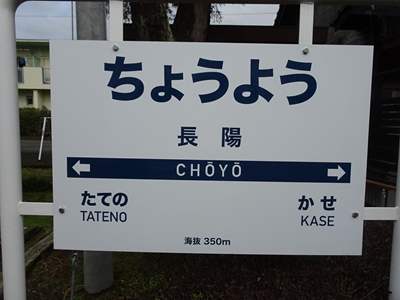 ちょうよう
長陽
CHŌYŌ
たての かせ
TATENO KASE
海抜 350m